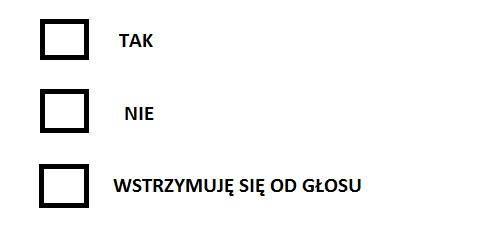 TAK
NIE
WSTRZYMUJĘ SIĘ OD GŁOSU